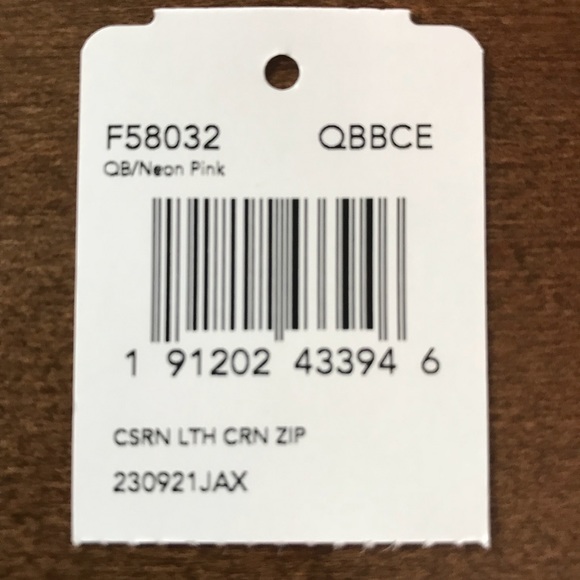 F58032 QBBCE
QB/Neon Pink
1 91202 43394 6
CSRN LTH CRN ZIP
230921JAX